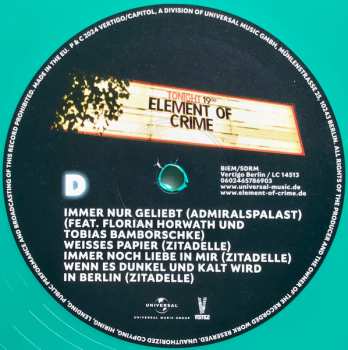 MADE IN THE EU. P & C 2024 VERTIGO/CAPITOL, A DIVISION OF UNIVERSAL MUSIC GMBH, MÜHLENSTRASSE 25, 10243 BERLIN. ALL RIGHTS OF THE PRODUCER AND THE OWNER OF THE RECORDED WORK RESERVED. UNAUTHORIZED COPYING, HIRING, LENDING, PUBLIC PERFORMANCE AND BROADCASTING OF THIS RECORD PROHIBITED.
TONIGHT 19
ELEMENT OF
CRIME
BIEM/SDRM
Vertigo Berlin / LC 14513
0602465786903
www.universal-music.de
www.element-of-crime.de
D
IMMER NUR GELIEBT (ADMIRALSPALAST)
(FEAT. FLORIAN HORWATH UND
TOBIAS BAMBORSCHKE)
WEISSES PAPIER (ZITADELLE)
IMMER NOCH LIEBE IN MIR (ZITADELLE)
WENN ES DUNKEL UND KALT WIRD
IN BERLIN (ZITADELLE)
UNIVERSAL
UNIVERSAL MUSIC GROUP
VERTIGO